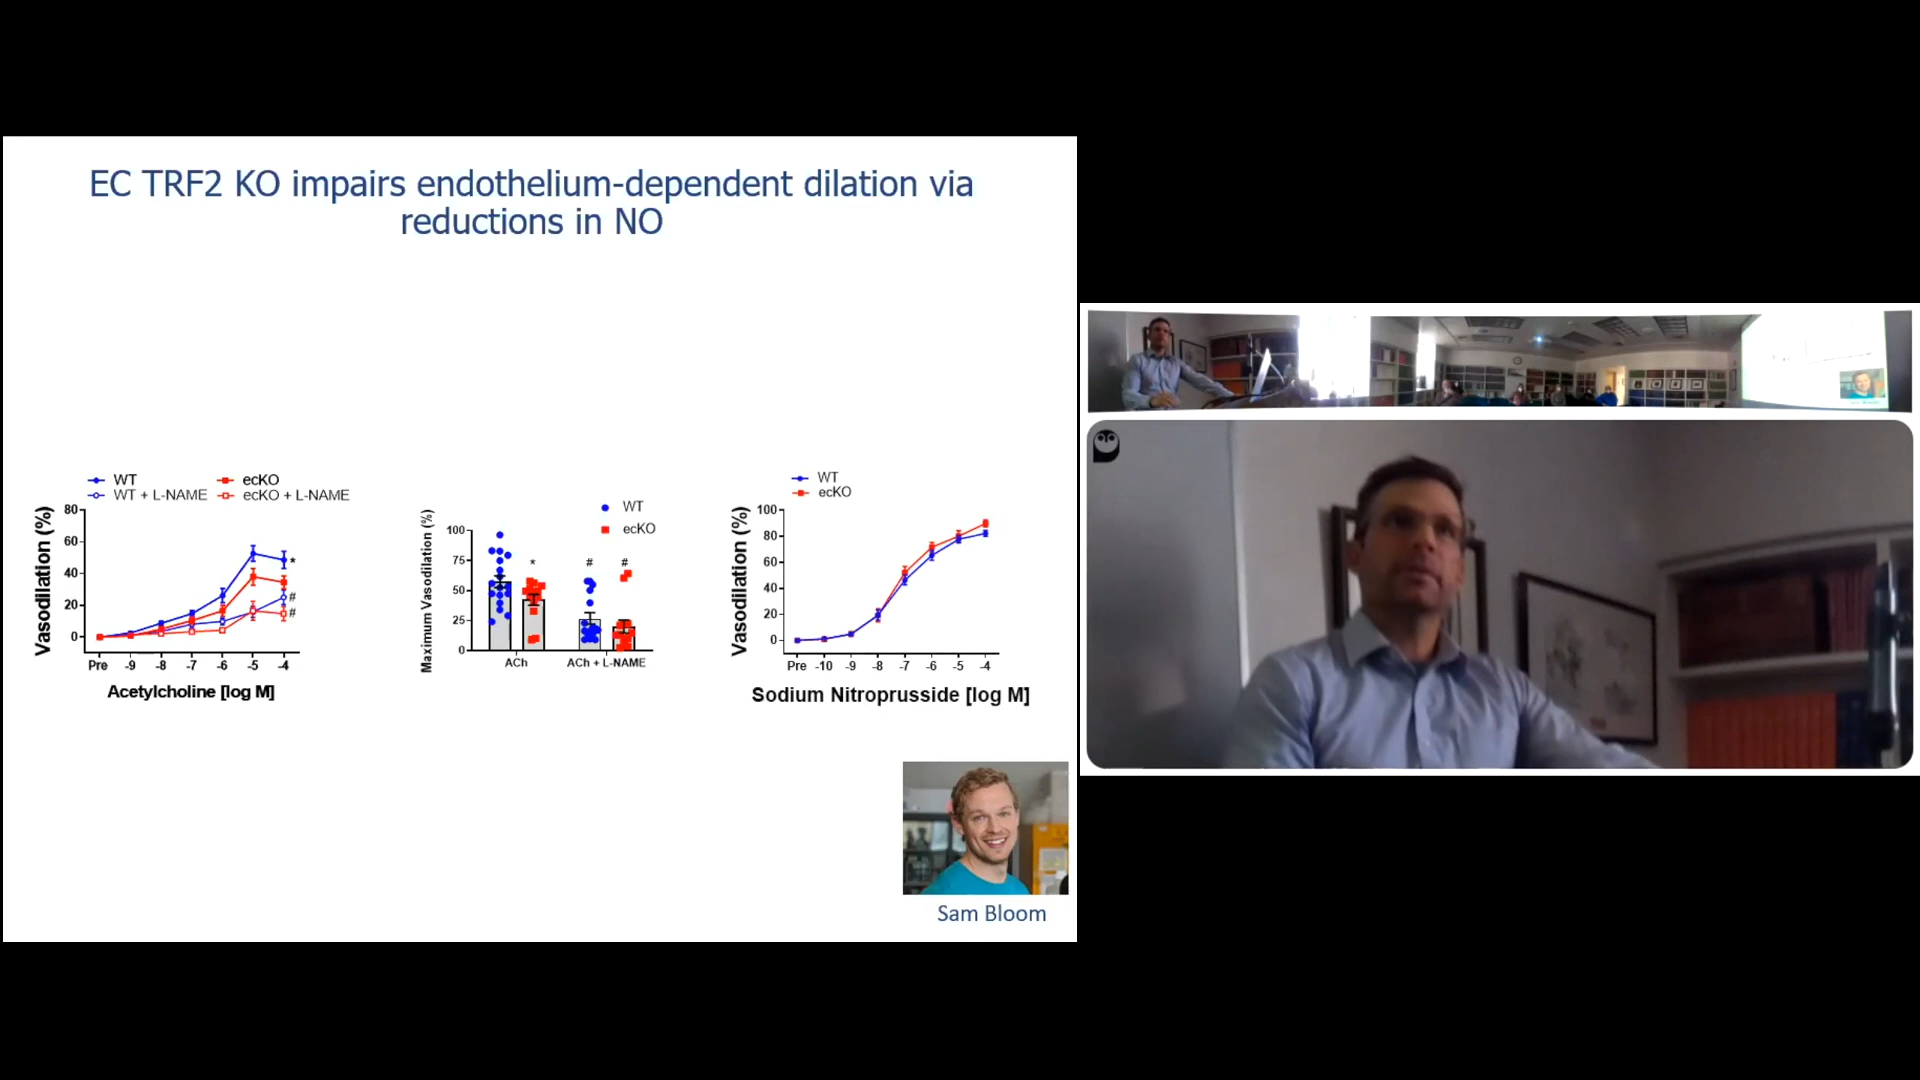 EC TRF2 KO impairs endothelium-dependent dilation via
reductions in NO
WT
ecKO
WT + L-NAME
ecKO + L-NAME
Vasodilation (%)
80
60
40
20
0
*
#
#
Pre -9 -8 -7 -6 -5 -4
Acetylcholine [log M]
WT
ecKO
Maximum Vasodilation (%)
100
75
50
25
0
*
#
#
ACh
ACh + L-NAME
WT
ecKO
Vasodilation (%)
100
80
60
40
20
0
Pre -10 -9 -8 -7 -6 -5 -4
Sodium Nitroprusside [log M]
Sam Bloom